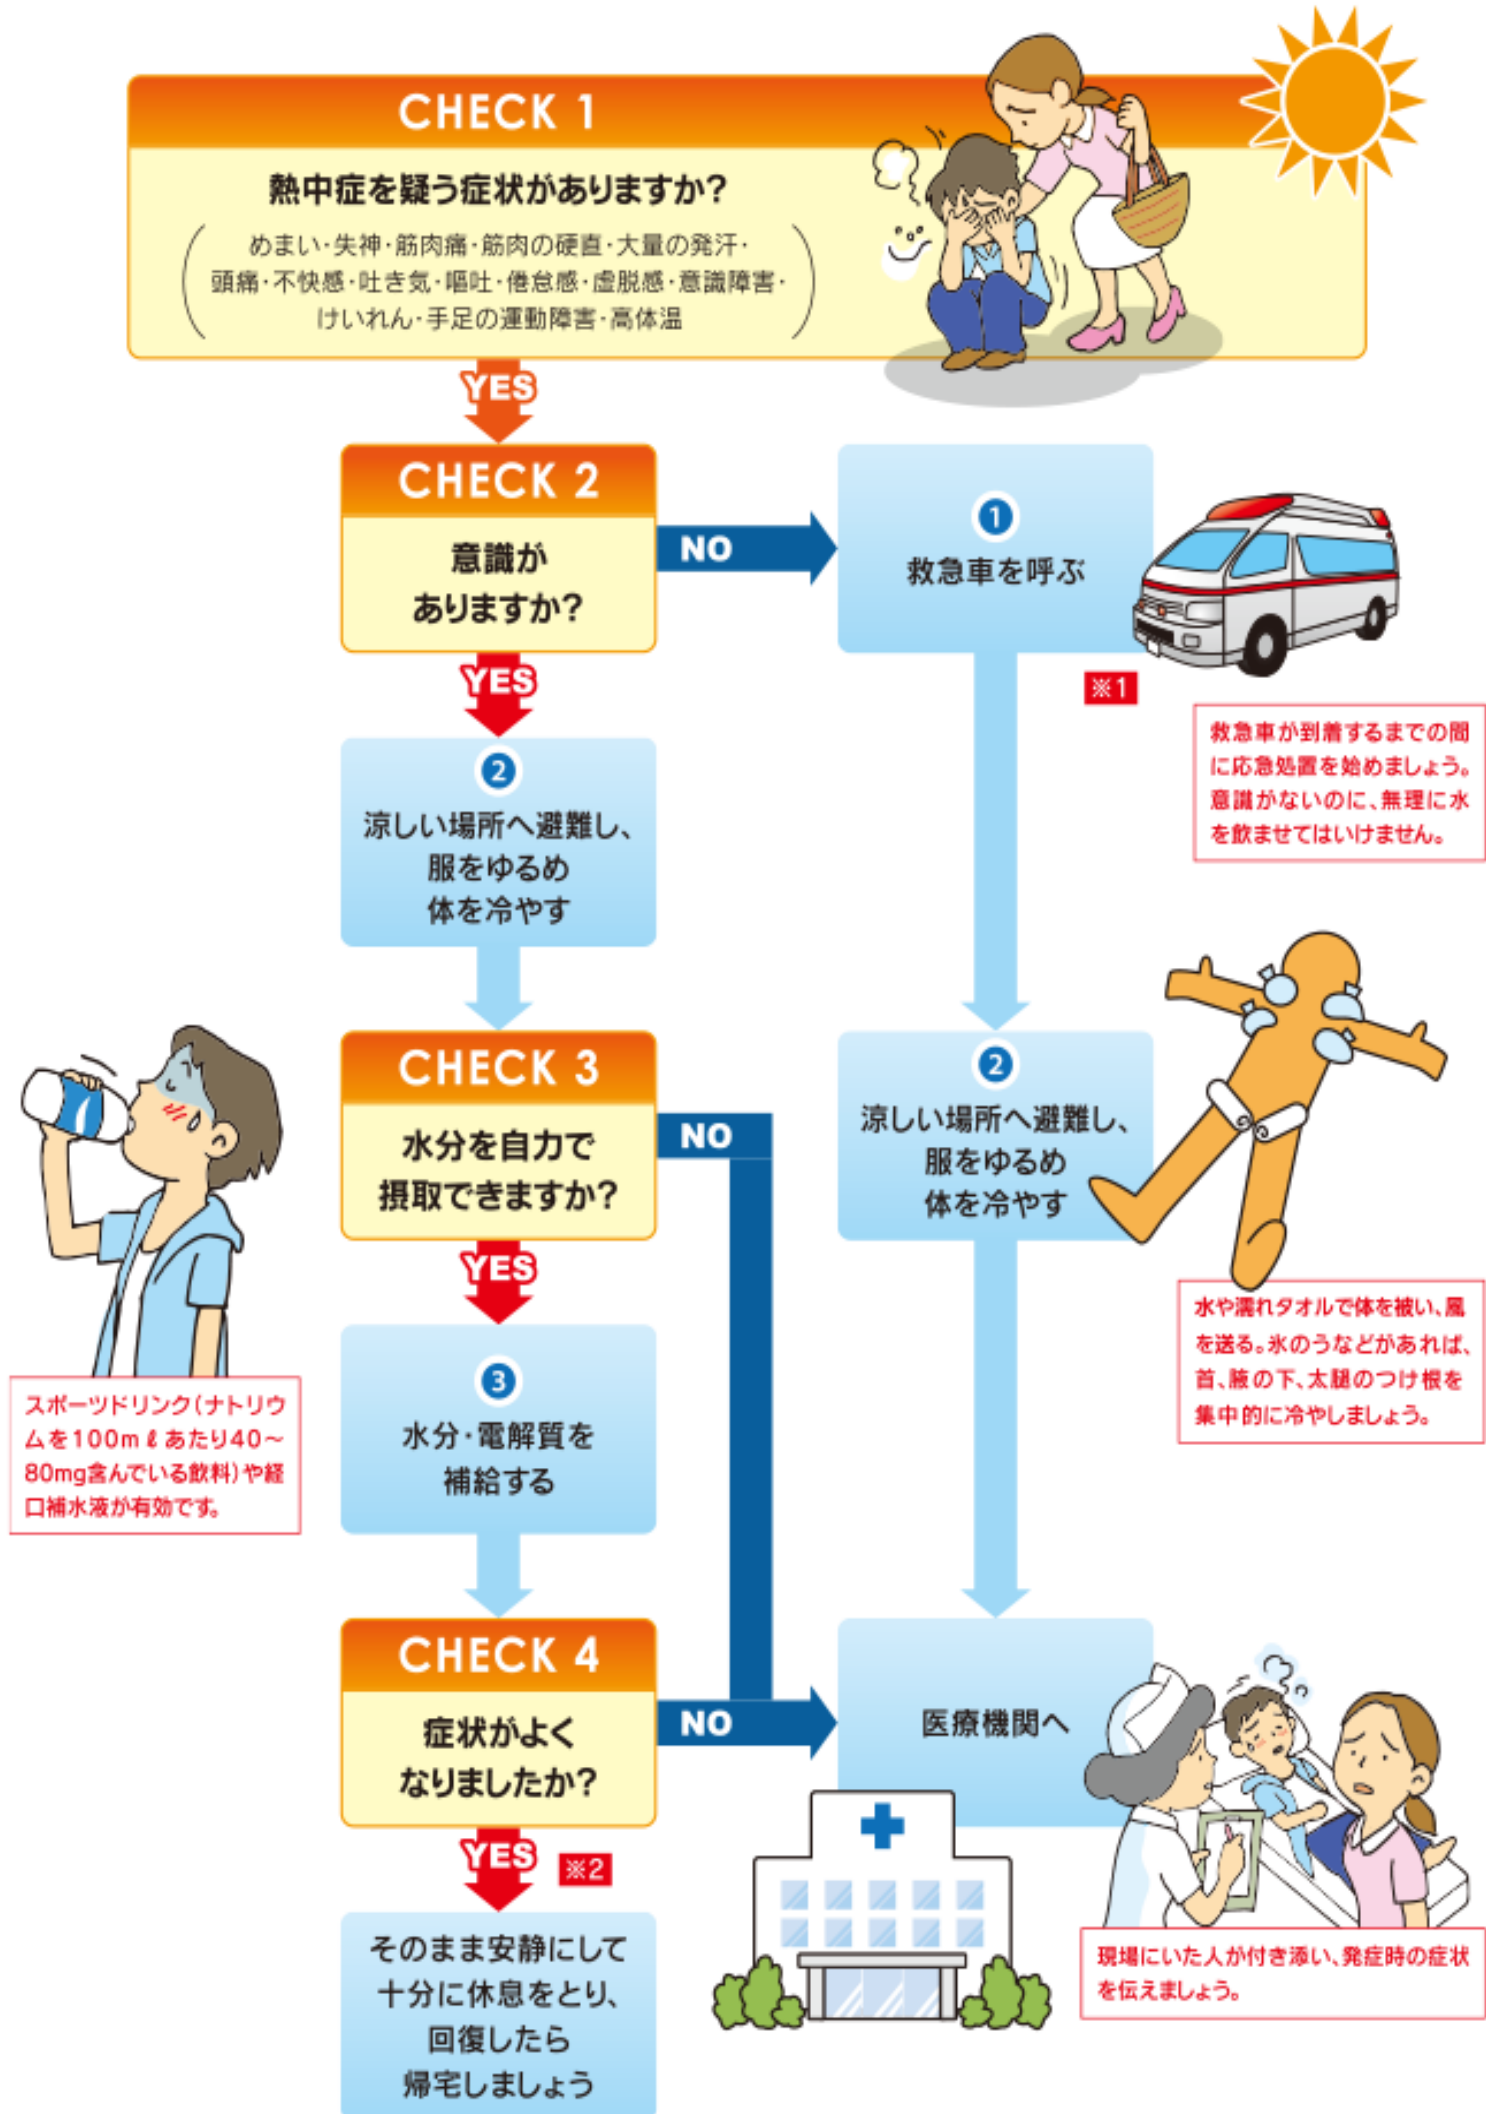 CHECK 1
熱中症を疑う症状がありますか?
めまい・失神・筋肉痛・筋肉の硬直・大量の発汗・
頭痛・不快感・吐き気・嘔吐・倦怠感・虚脱感・意識障害・
けいれん・手足の運動障害・高体温
YES
CHECK 2
意識が
ありますか?
NO
1
救急車を呼ぶ
※1
救急車が到着するまでの間
に応急処置を始めましょう。
意識がないのに、無理に水
を飲ませてはいけません。
YES
2
涼しい場所へ避難し、
服をゆるめ
体を冷やす
CHECK 3
水分を自力で
摂取できますか?
NO
2
涼しい場所へ避難し、
服をゆるめ
体を冷やす
水や濡れタオルで体を被い、風
を送る。氷のうなどがあれば、
首、腋の下、太腿のつけ根を
集中的に冷やしましょう。
YES
3
水分・電解質を
補給する
スポーツドリンク(ナトリウ
ムを100mℓあたり40～
80mg含んでいる飲料)や経
口補水液が有効です。
CHECK 4
症状がよく
なりましたか?
NO
医療機関へ
現場にいた人が付き添い、発症時の症状
を伝えましょう。
YES
※2
そのまま安静にして
十分に休息をとり、
回復したら
帰宅しましょう